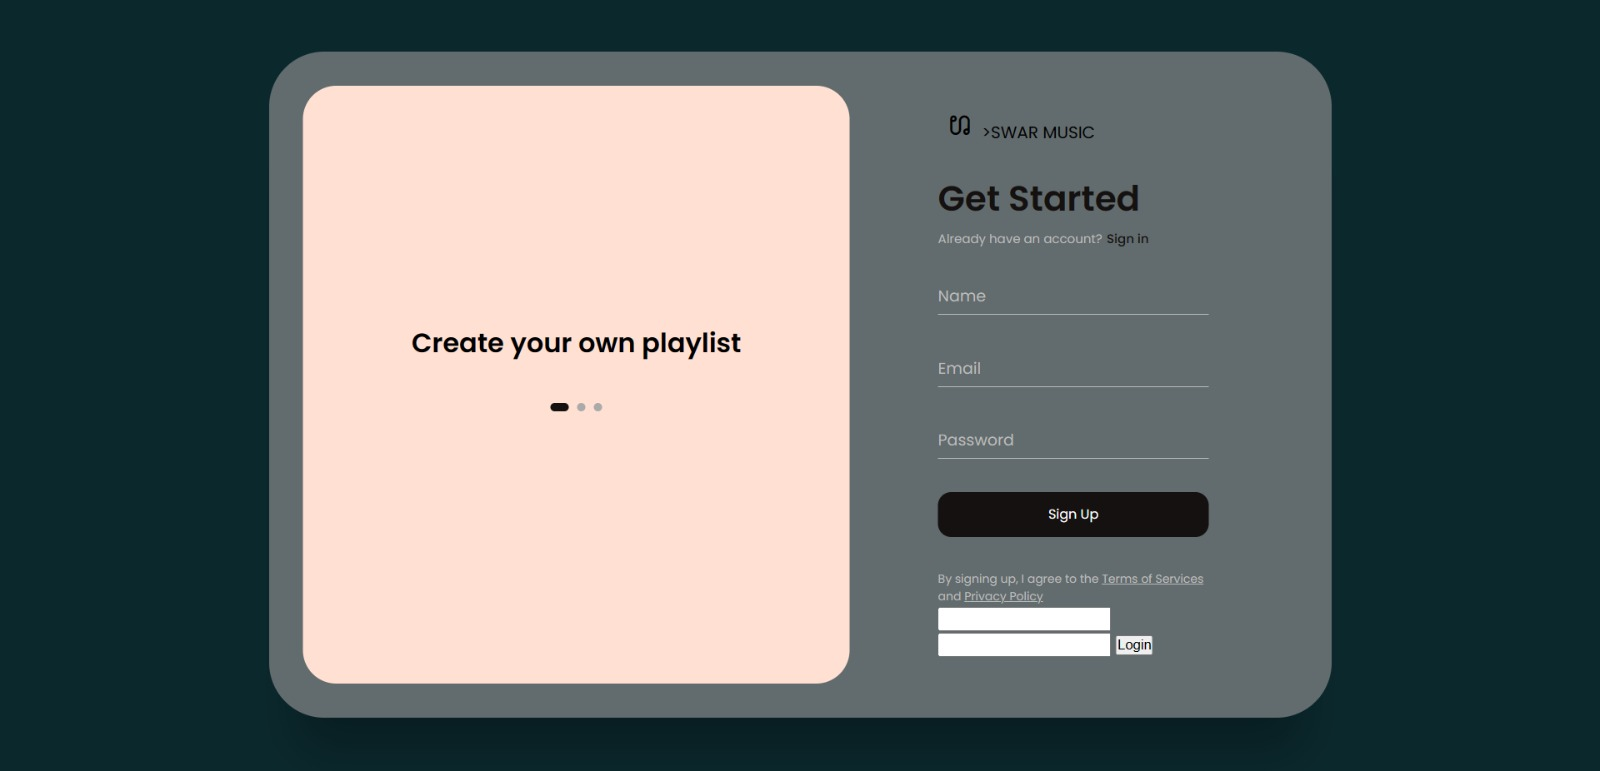 >SWAR MUSIC
Get Started
Already have an account? Sign in
Name
Email
Password
Sign Up
By signing up, I agree to the Terms of Services
and Privacy Policy
Login
Create your own playlist